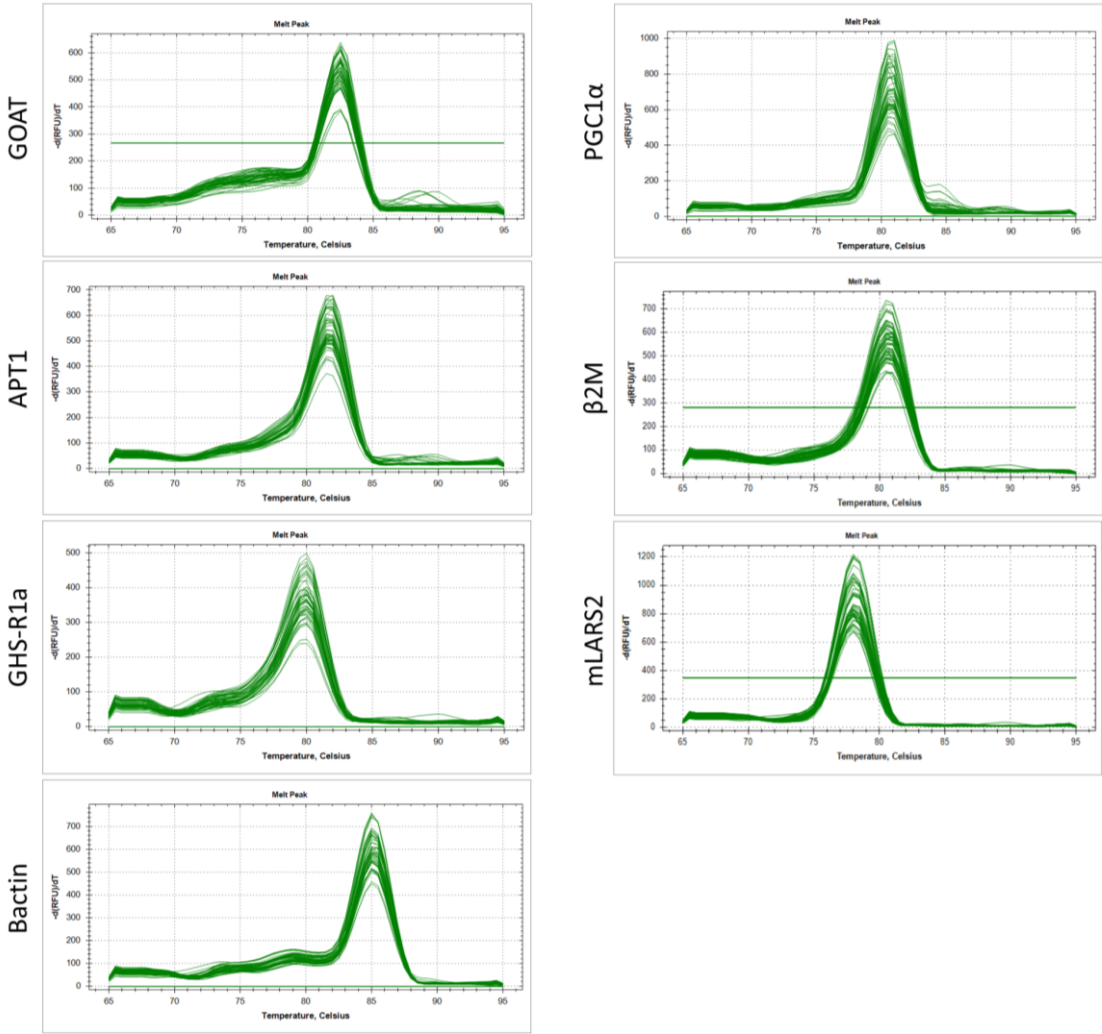 GOAT
Melt Peak
-d(RFU)/dT
600
500
400
300
200
100
0
65 70 75 80 85 90 95
Temperature, Celsius
PGC1α
Melt Peak
-d(RFU)/dT
1000
800
600
400
200
0
65 70 75 80 85 90 95
Temperature, Celsius
APT1
Melt Peak
-d(RFU)/dT
700
600
500
400
300
200
100
0
65 70 75 80 85 90 95
Temperature, Celsius
β2M
Melt Peak
-d(RFU)/dT
700
600
500
400
300
200
100
0
65 70 75 80 85 90 95
Temperature, Celsius
GHS-R1a
Melt Peak
-d(RFU)/dT
500
400
300
200
100
0
65 70 75 80 85 90 95
Temperature, Celsius
mLARS2
Melt Peak
-d(RFU)/dT
1200
1000
800
600
400
200
0
65 70 75 80 85 90 95
Temperature, Celsius
Bactin
Melt Peak
-d(RFU)/dT
700
600
500
400
300
200
100
0
65 70 75 80 85 90 95
Temperature, Celsius